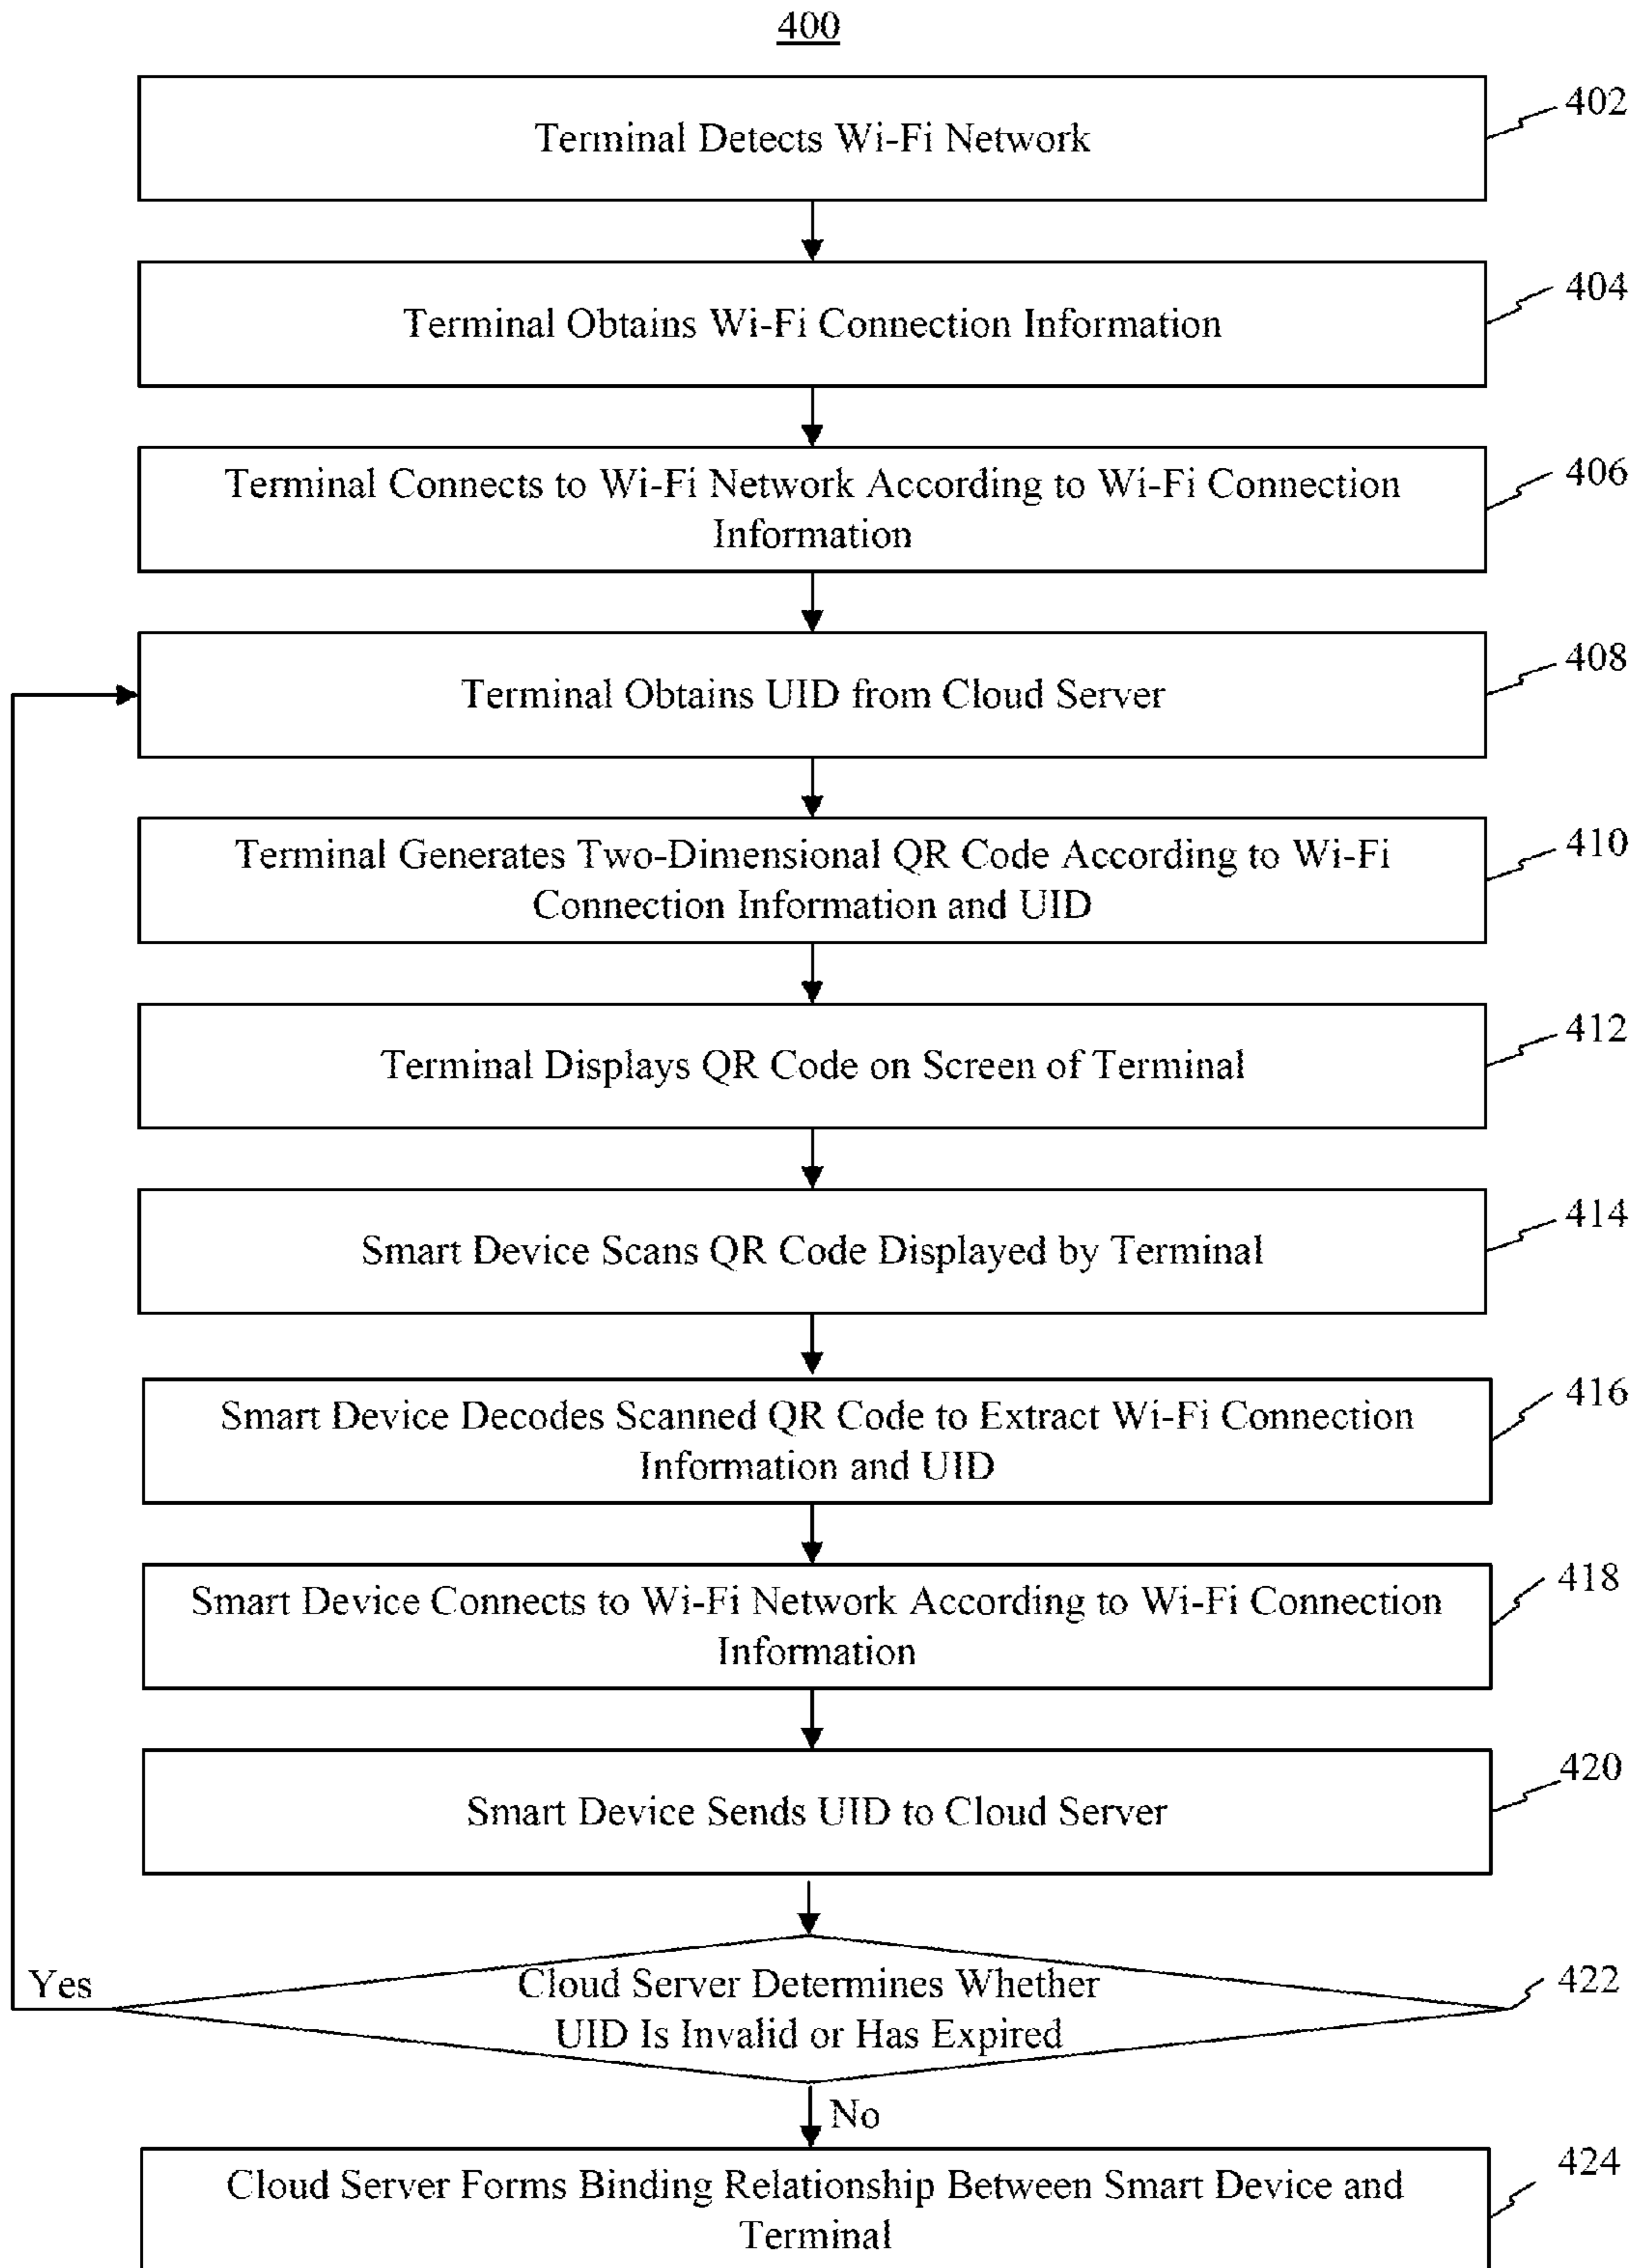 400
402
Terminal Detects Wi-Fi Network
404
Terminal Obtains Wi-Fi Connection Information
406
Terminal Connects to Wi-Fi Network According to Wi-Fi Connection
Information
408
Terminal Obtains UID from Cloud Server
410
Terminal Generates Two-Dimensional QR Code According to Wi-Fi
Connection Information and UID
412
Terminal Displays QR Code on Screen of Terminal
414
Smart Device Scans QR Code Displayed by Terminal
416
Smart Device Decodes Scanned QR Code to Extract Wi-Fi Connection
Information and UID
418
Smart Device Connects to Wi-Fi Network According to Wi-Fi Connection
Information
420
Smart Device Sends UID to Cloud Server
Yes
Cloud Server Determines Whether
UID Is Invalid or Has Expired
422
No
424
Cloud Server Forms Binding Relationship Between Smart Device and
Terminal